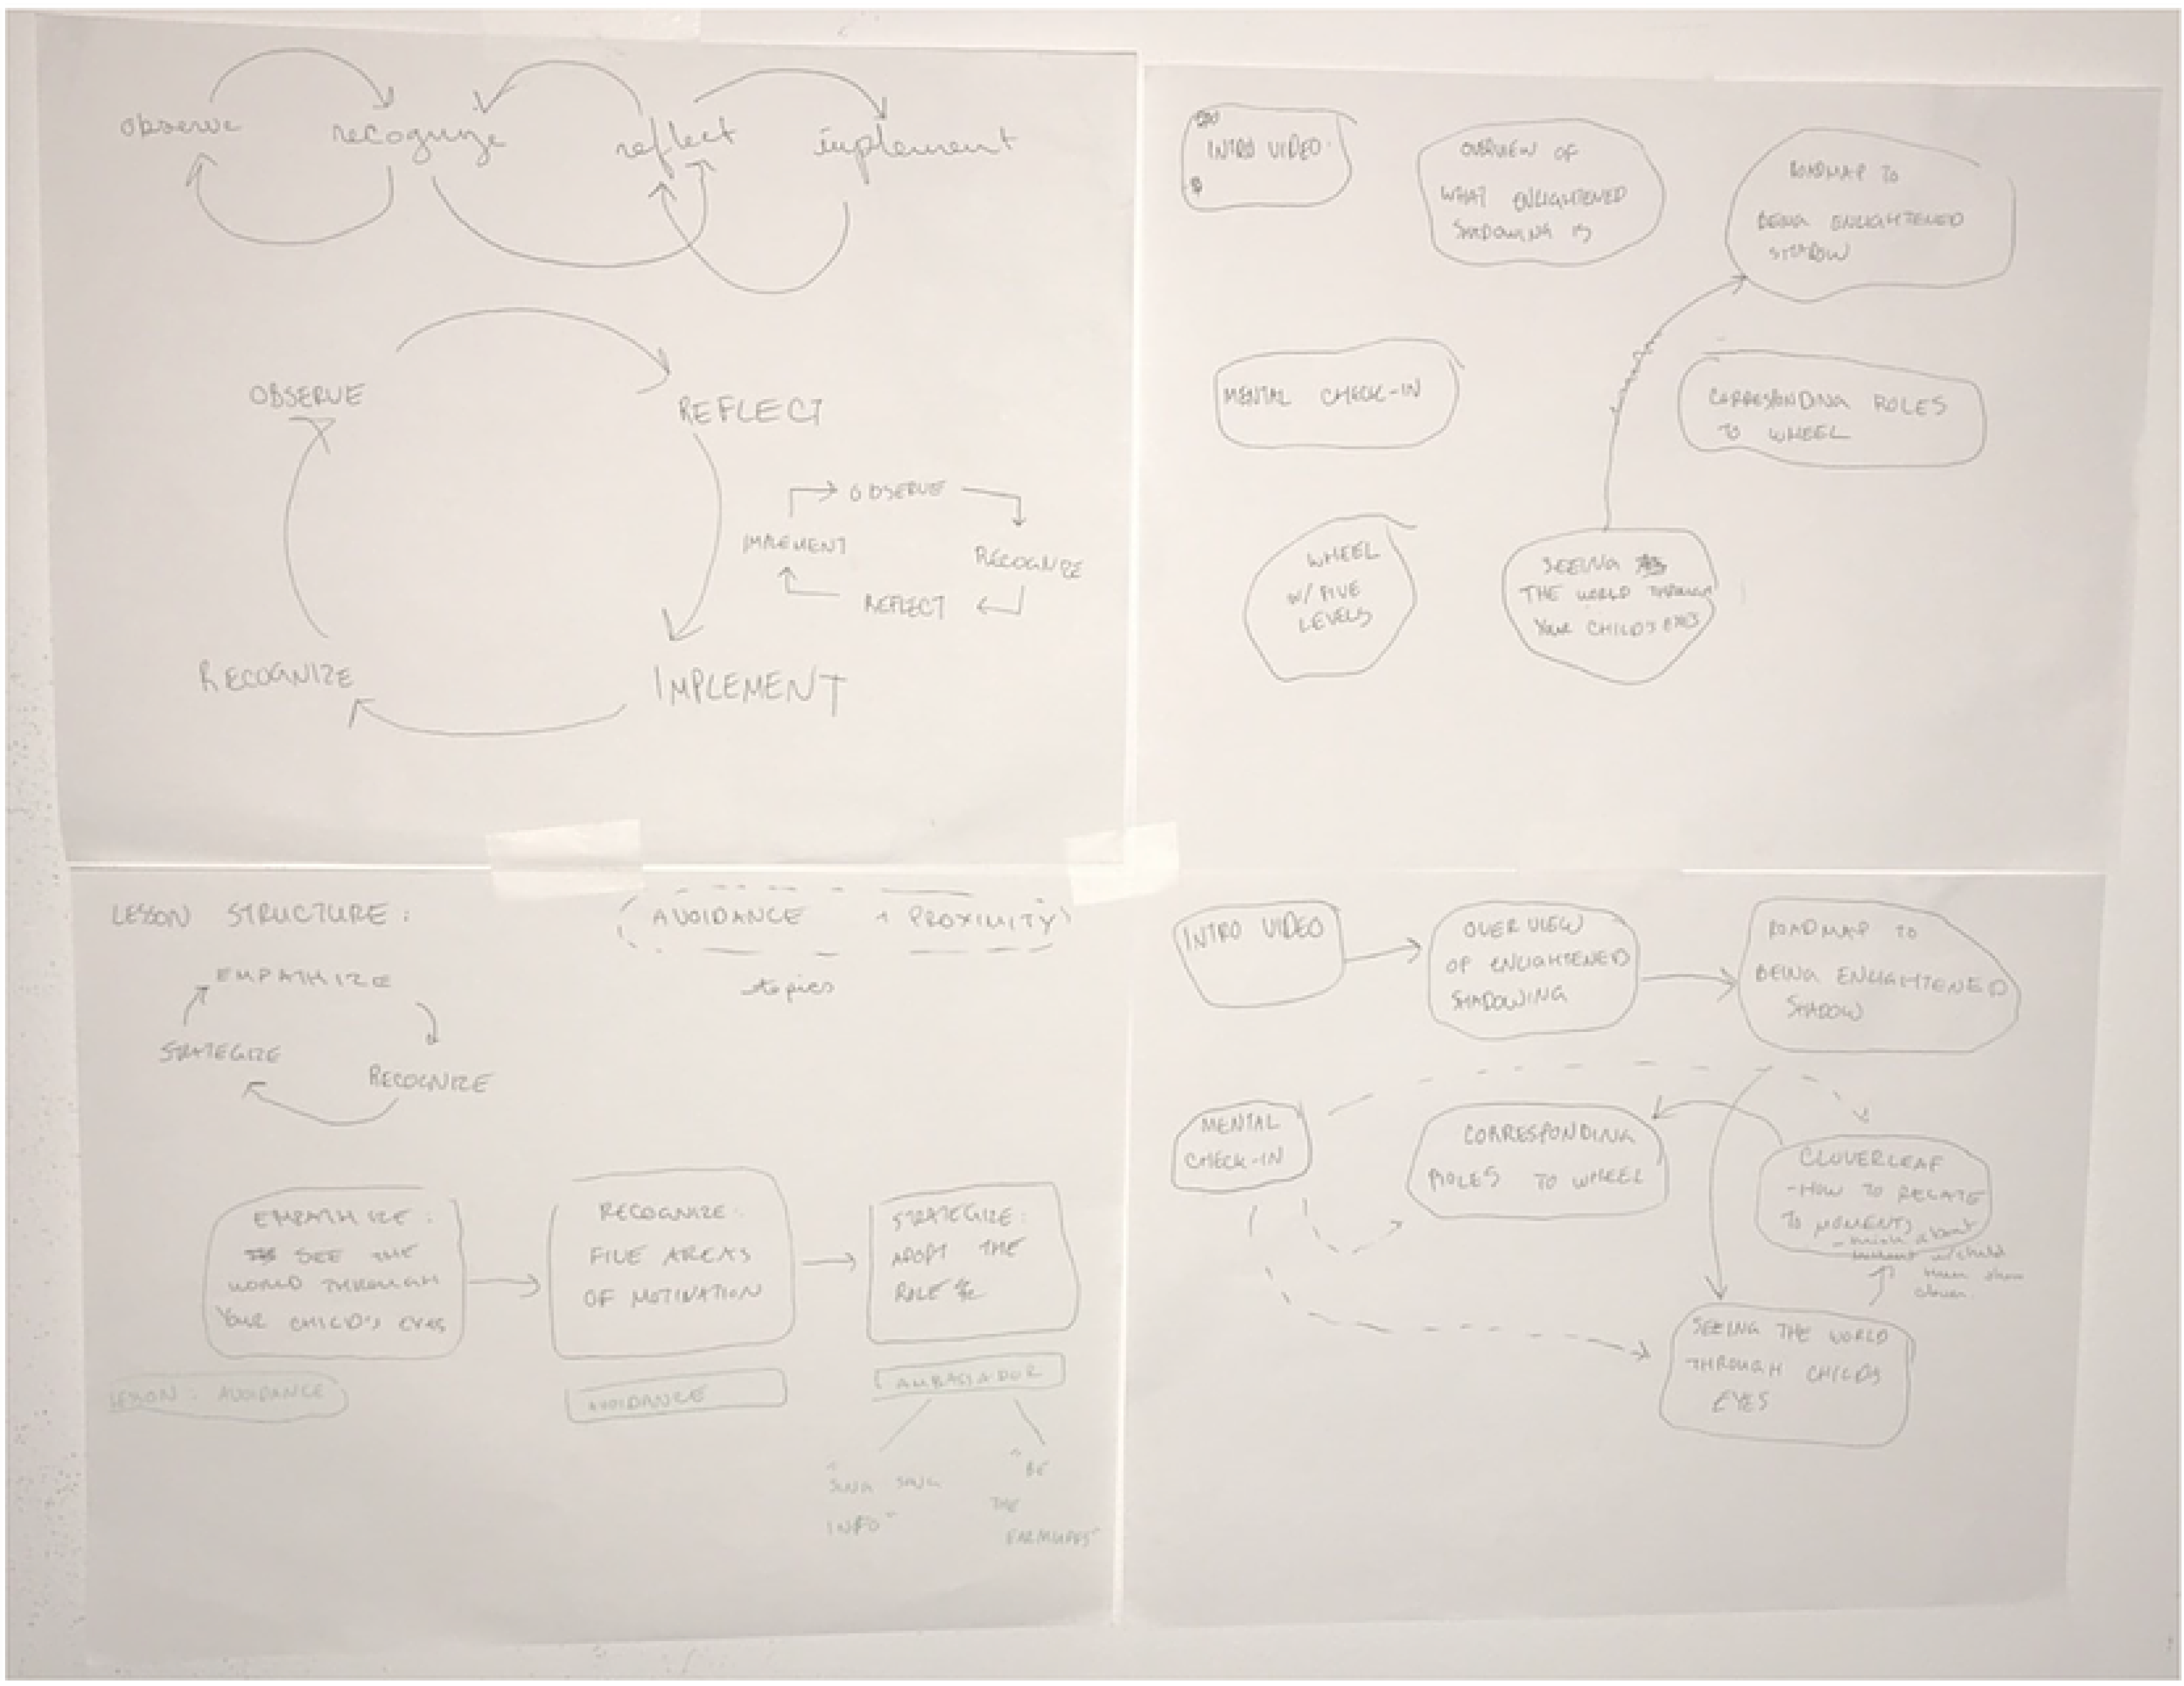 observe recognize reflect implement
OBSERVE
REFLECT
OBSERVE
IMPLEMENT
RECOGNIZE
REFLECT
RECOGNIZE
IMPLEMENT
INTRO VIDEO
OVERVIEW OF
WHAT ENLIGHTENED
SHADOWING IS
ROADMAP TO
BEING ENLIGHTENED
SHADOW
MENTAL CHECK-IN
CORRESPONDING ROLES
TO WHEEL
WHEEL
W/ FIVE
LEVELS
SEEING
THE WORLD THROUGH
YOUR CHILD'S EYES
LESSON STRUCTURE:
AVOIDANCE PROXIMITY
topics
EMPATHIZE
STRATEGIZE
RECOGNIZE
EMPATHIZE:
SEE THE
WORLD THROUGH
YOUR CHILD'S EYES
RECOGNIZE:
FIVE AREAS
OF MOTIVATION
STRATEGIZE:
ADOPT THE
ROLE
LESSON: AVOIDANCE
AVOIDANCE
AMBASSADOR
"SING SONG
INFO"
"BE
THE
EARMUFFS"
INTRO VIDEO
OVERVIEW
OF ENLIGHTENED
SHADOWING
ROADMAP TO
BEING ENLIGHTENED
SHADOW
MENTAL
CHECK-IN
CORRESPONDING
ROLES TO WHEEL
CLOVERLEAF
-HOW TO RELATE
TO MOMENTS
- think about
moment w/child
then show
clover
SEEING THE WORLD
THROUGH CHILDS
EYES